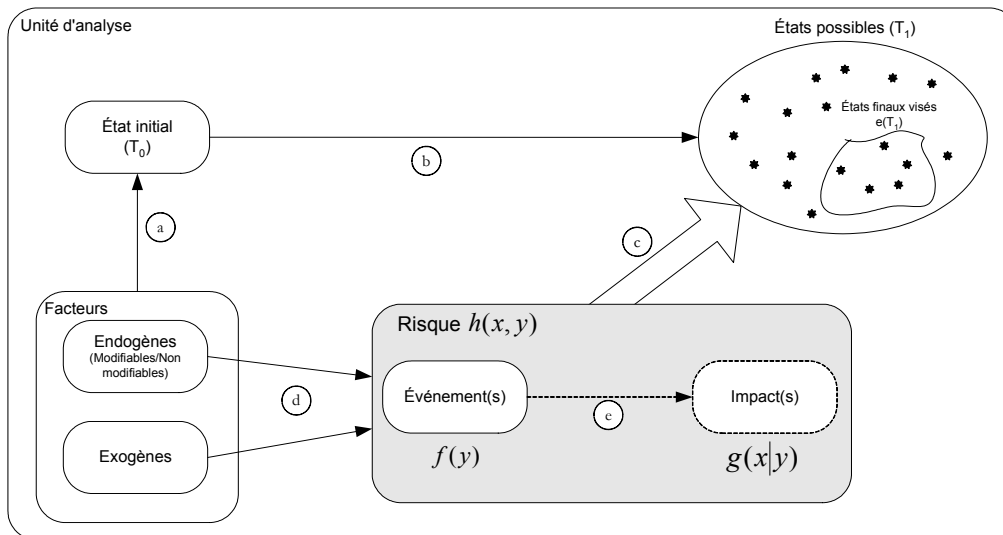 Unité d'analyse
États possibles (T₁)
États finaux visés
e(T₁)
État initial
(T₀)
b
a
c
Facteurs
Endogènes
(Modifiables/Non
modifiables)
Exogènes
d
Risque h(x, y)
Événement(s)
e
Impact(s)
f(y)
g(x|y)